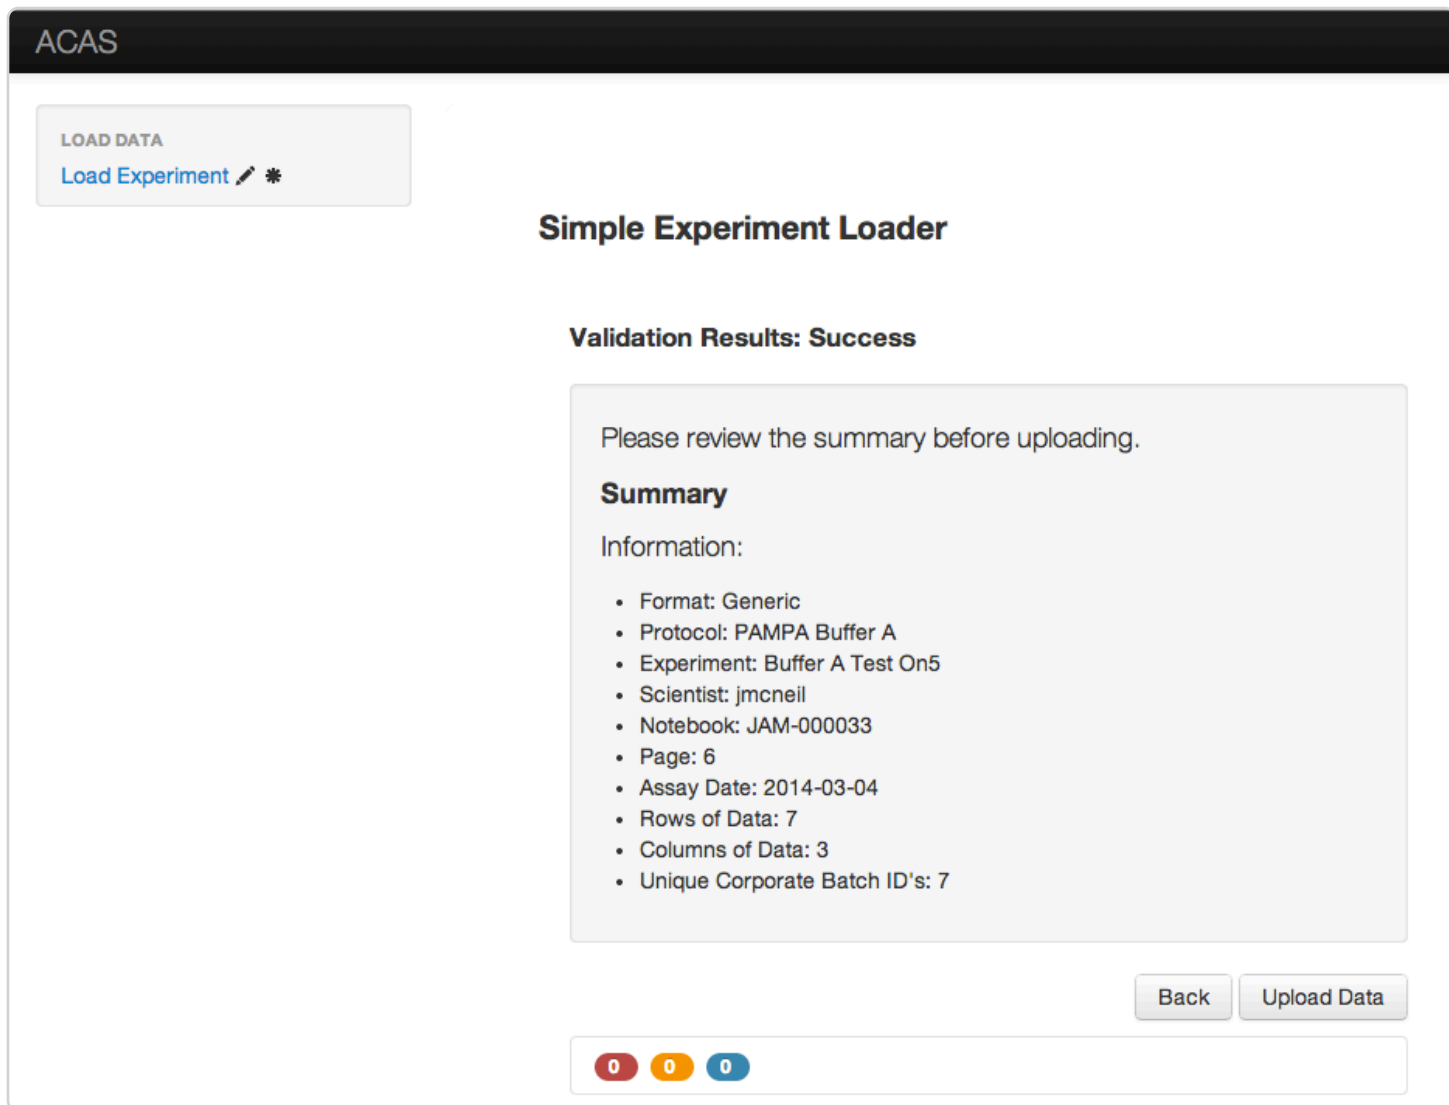 ACAS
LOAD DATA
Load Experiment
Simple Experiment Loader
Validation Results: Success
Please review the summary before uploading.
Summary
Information:
• Format: Generic
• Protocol: PAMPA Buffer A
• Experiment: Buffer A Test On5
• Scientist: jmcneil
• Notebook: JAM-000033
• Page: 6
• Assay Date: 2014-03-04
• Rows of Data: 7
• Columns of Data: 3
• Unique Corporate Batch ID's: 7
Back Upload Data
0 0 0